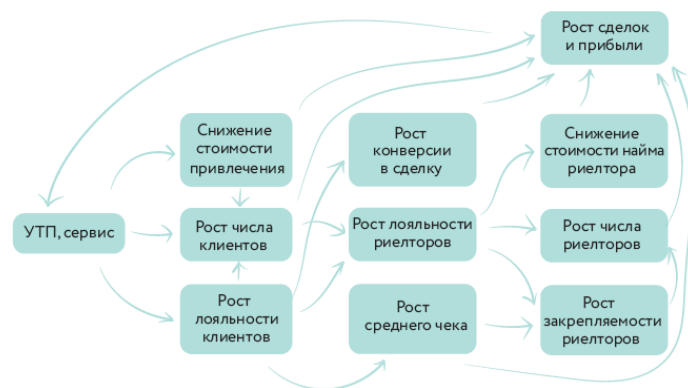 Рост сделок
и прибыли
Снижение
стоимости
привлечения
Рост
конверсии
в сделку
Снижение
стоимости найма
риелтора
УТП, сервис
Рост числа
клиентов
Рост лояльности
риелторов
Рост числа
риелторов
Рост
лояльности
клиентов
Рост
среднего чека
Рост
закрепляемости
риелторов